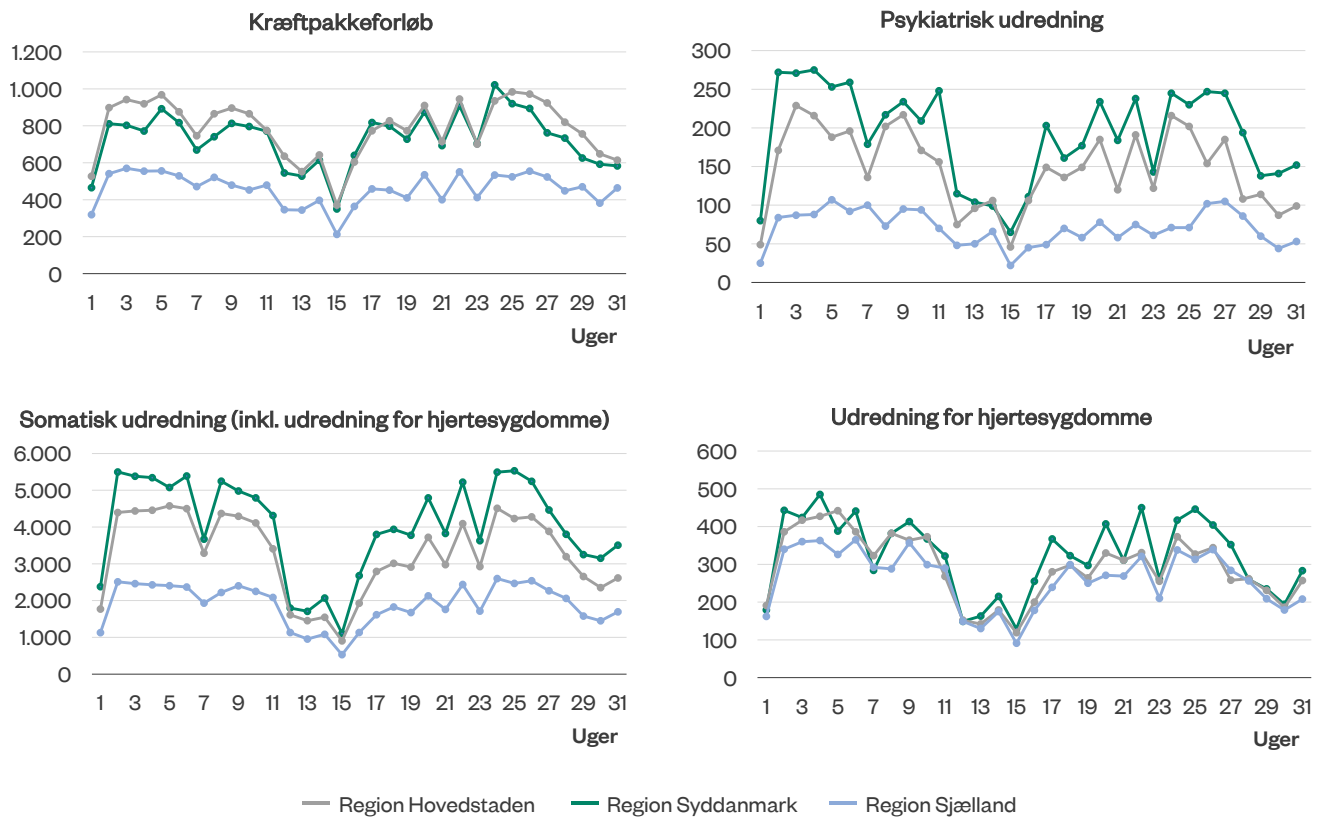 Kræftpakkeforløb
1.200
1.000
800
600
400
200
0
1 3 5 7 9 11 13 15 17 19 21 23 25 27 29 31
Uger
Psykiatrisk udredning
300
250
200
150
100
50
0
1 3 5 7 9 11 13 15 17 19 21 23 25 27 29 31
Uger
Somatisk udredning (inkl. udredning for hjertesygdomme)
6.000
5.000
4.000
3.000
2.000
1.000
0
1 3 5 7 9 11 13 15 17 19 21 23 25 27 29 31
Uger
Udredning for hjertesygdomme
600
500
400
300
200
100
0
1 3 5 7 9 11 13 15 17 19 21 23 25 27 29 31
Uger
Region Hovedstaden Region Syddanmark Region Sjælland